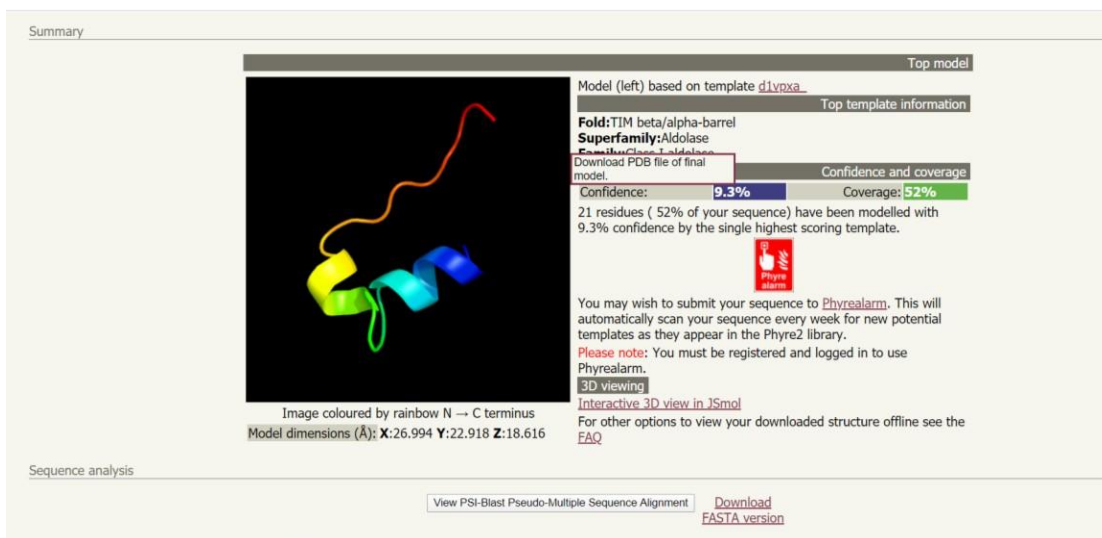 Summary
Top model
Model (left) based on template d1vpxa_
Top template information
Fold:TIM beta/alpha-barrel
Superfamily:Aldolase
Download PDB file of final
model.
Confidence and coverage
Confidence: 9.3% Coverage: 52%
21 residues ( 52% of your sequence) have been modelled with
9.3% confidence by the single highest scoring template.
Phyre
alarm
You may wish to submit your sequence to Phyrealarm. This will
automatically scan your sequence every week for new potential
templates as they appear in the Phyre2 library.
Please note: You must be registered and logged in to use
Phyrealarm.
3D viewing
Interactive 3D view in JSmol
For other options to view your downloaded structure offline see the
FAQ
Image coloured by rainbow N → C terminus
Model dimensions (Å): X:26.994 Y:22.918 Z:18.616
Sequence analysis
View PSI-Blast Pseudo-Multiple Sequence Alignment
Download
FASTA version